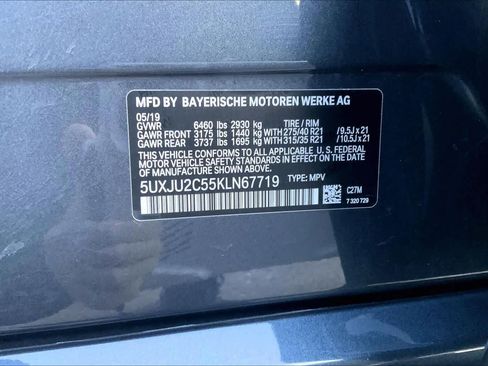 MFD BY BAYERISCHE MOTOREN WERKE AG
05/19
GVWR 6460 lbs 2930 kg TIRE / RIM
GAWR FRONT 3175 lbs 1440 kg WITH 275/40 R21 /9.5J x 21
GAWR REAR 3737 lbs 1695 kg WITH 315/35 R21 /10.5J x 21
THIS VEHICLE CONFORMS TO ALL APPLICABLE U. S. FEDERAL
MOTOR VEHICLE SAFETY STANDARDS IN EFFECT ON
THE DATE OF MANUFACTURE SHOWN ABOVE.
5UXJU2C55KLN67719 TYPE: MPV
C27M
7 320 729